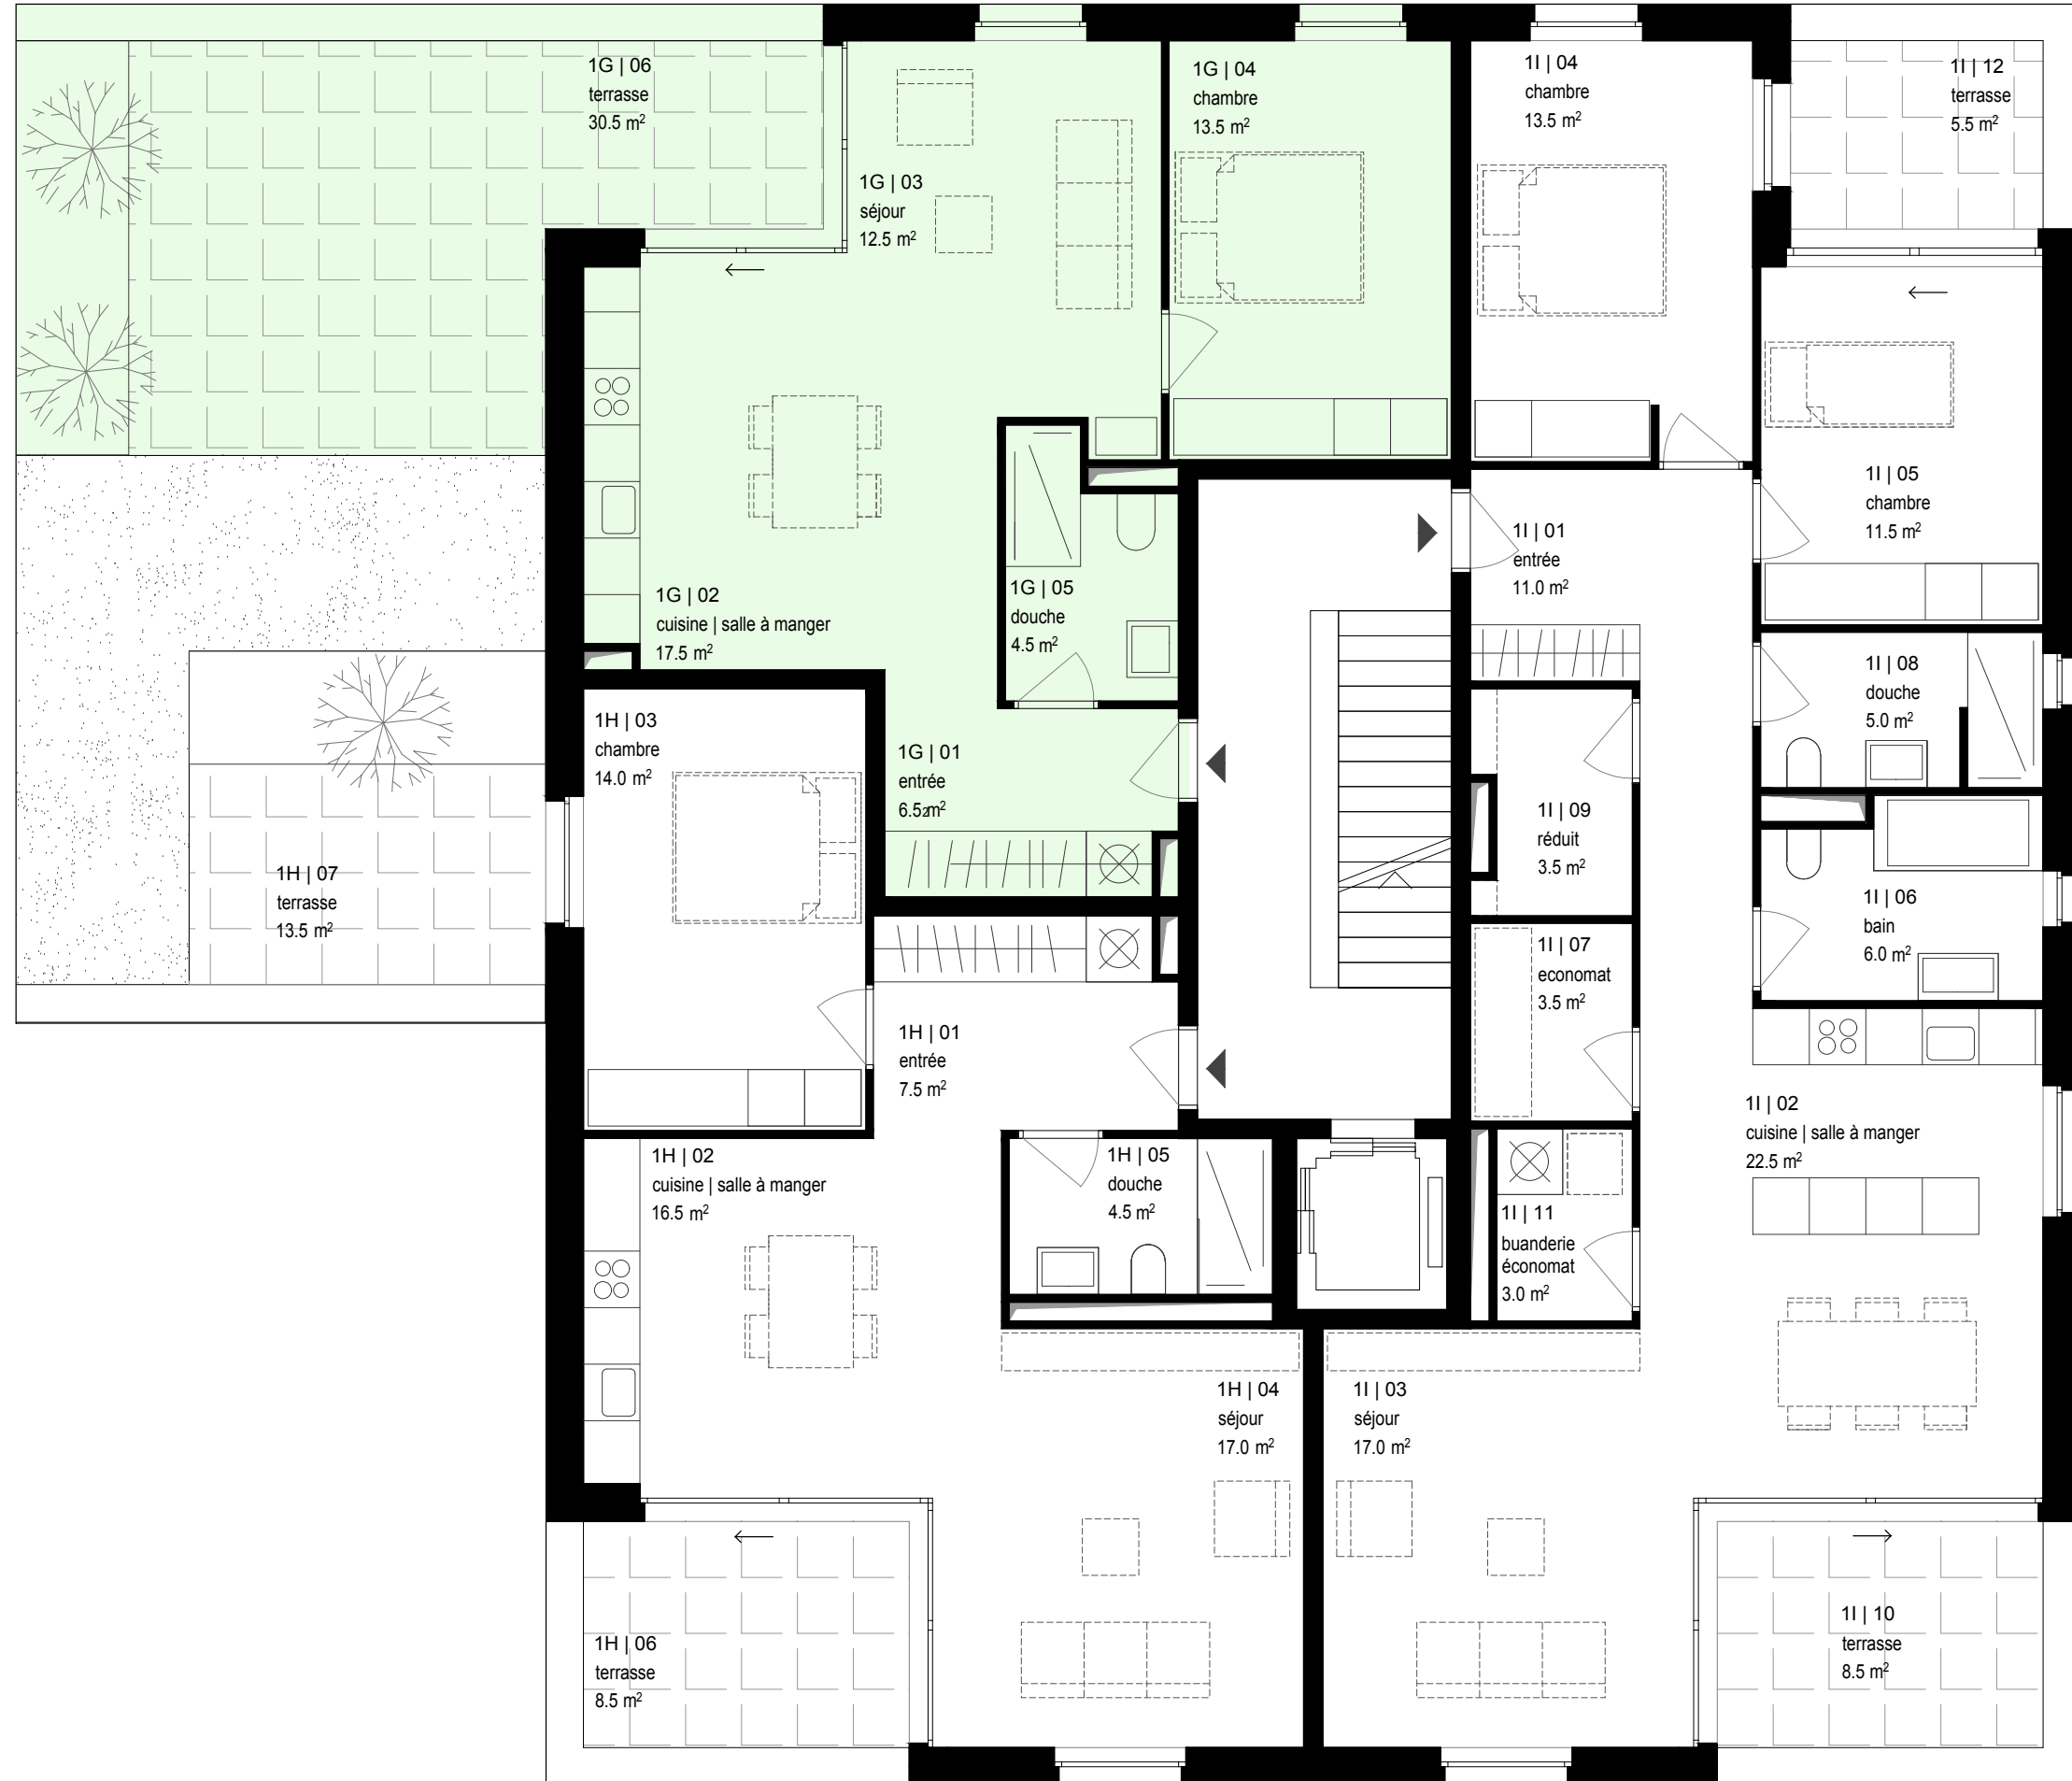 1G | 06
terrasse
30.5 m²
1G | 03
séjour
12.5 m²
1G | 04
chambre
13.5 m²
1I | 04
chambre
13.5 m²
1I | 12
terrasse
5.5 m²
1I | 05
chambre
11.5 m²
1I | 01
entrée
11.0 m²
1G | 02
cuisine | salle à manger
17.5 m²
1G | 05
douche
4.5 m²
1I | 08
douche
5.0 m²
1H | 03
chambre
14.0 m²
1G | 01
entrée
6.5 m²
1I | 09
réduit
3.5 m²
1H | 07
terrasse
13.5 m²
1I | 06
bain
6.0 m²
1I | 07
economat
3.5 m²
1H | 01
entrée
7.5 m²
1I | 02
cuisine | salle à manger
22.5 m²
1H | 02
cuisine | salle à manger
16.5 m²
1H | 05
douche
4.5 m²
1I | 11
buanderie
économat
3.0 m²
1H | 04
séjour
17.0 m²
1I | 03
séjour
17.0 m²
1H | 06
terrasse
8.5 m²
1I | 10
terrasse
8.5 m²